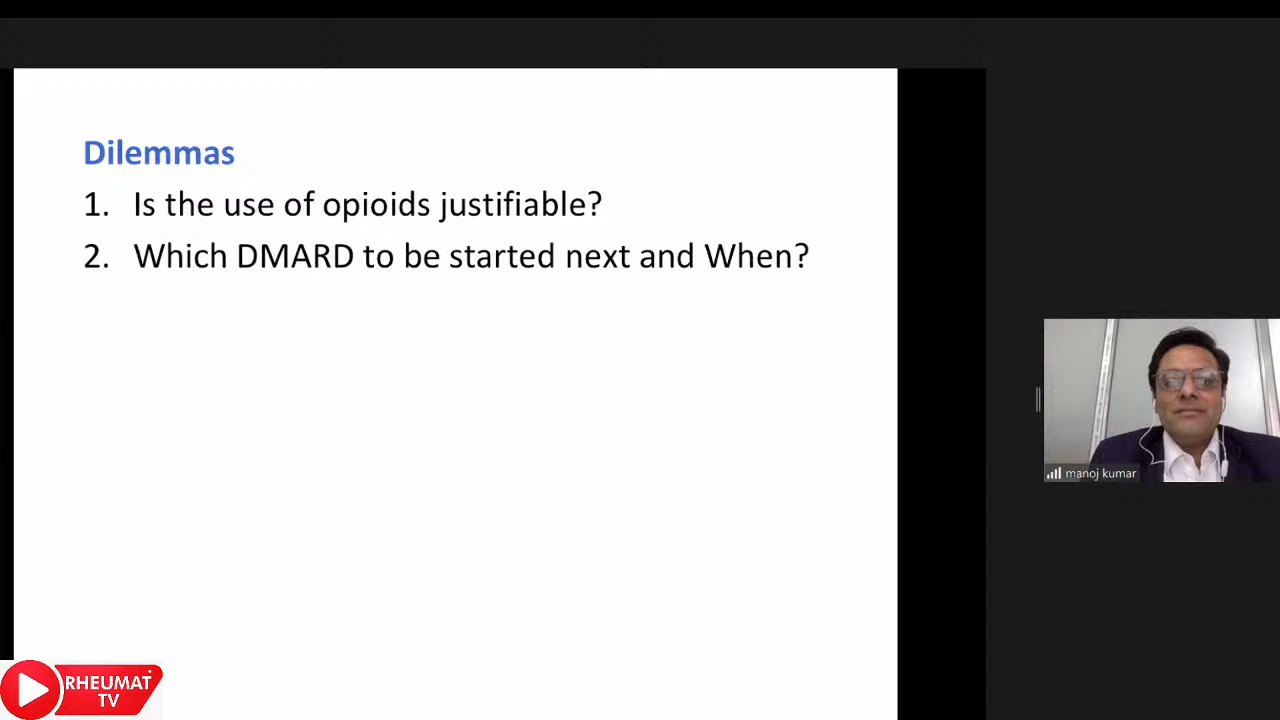 Dilemmas
1. Is the use of opioids justifiable?
2. Which DMARD to be started next and When?
manoj kumar
RHEUMAT
TV